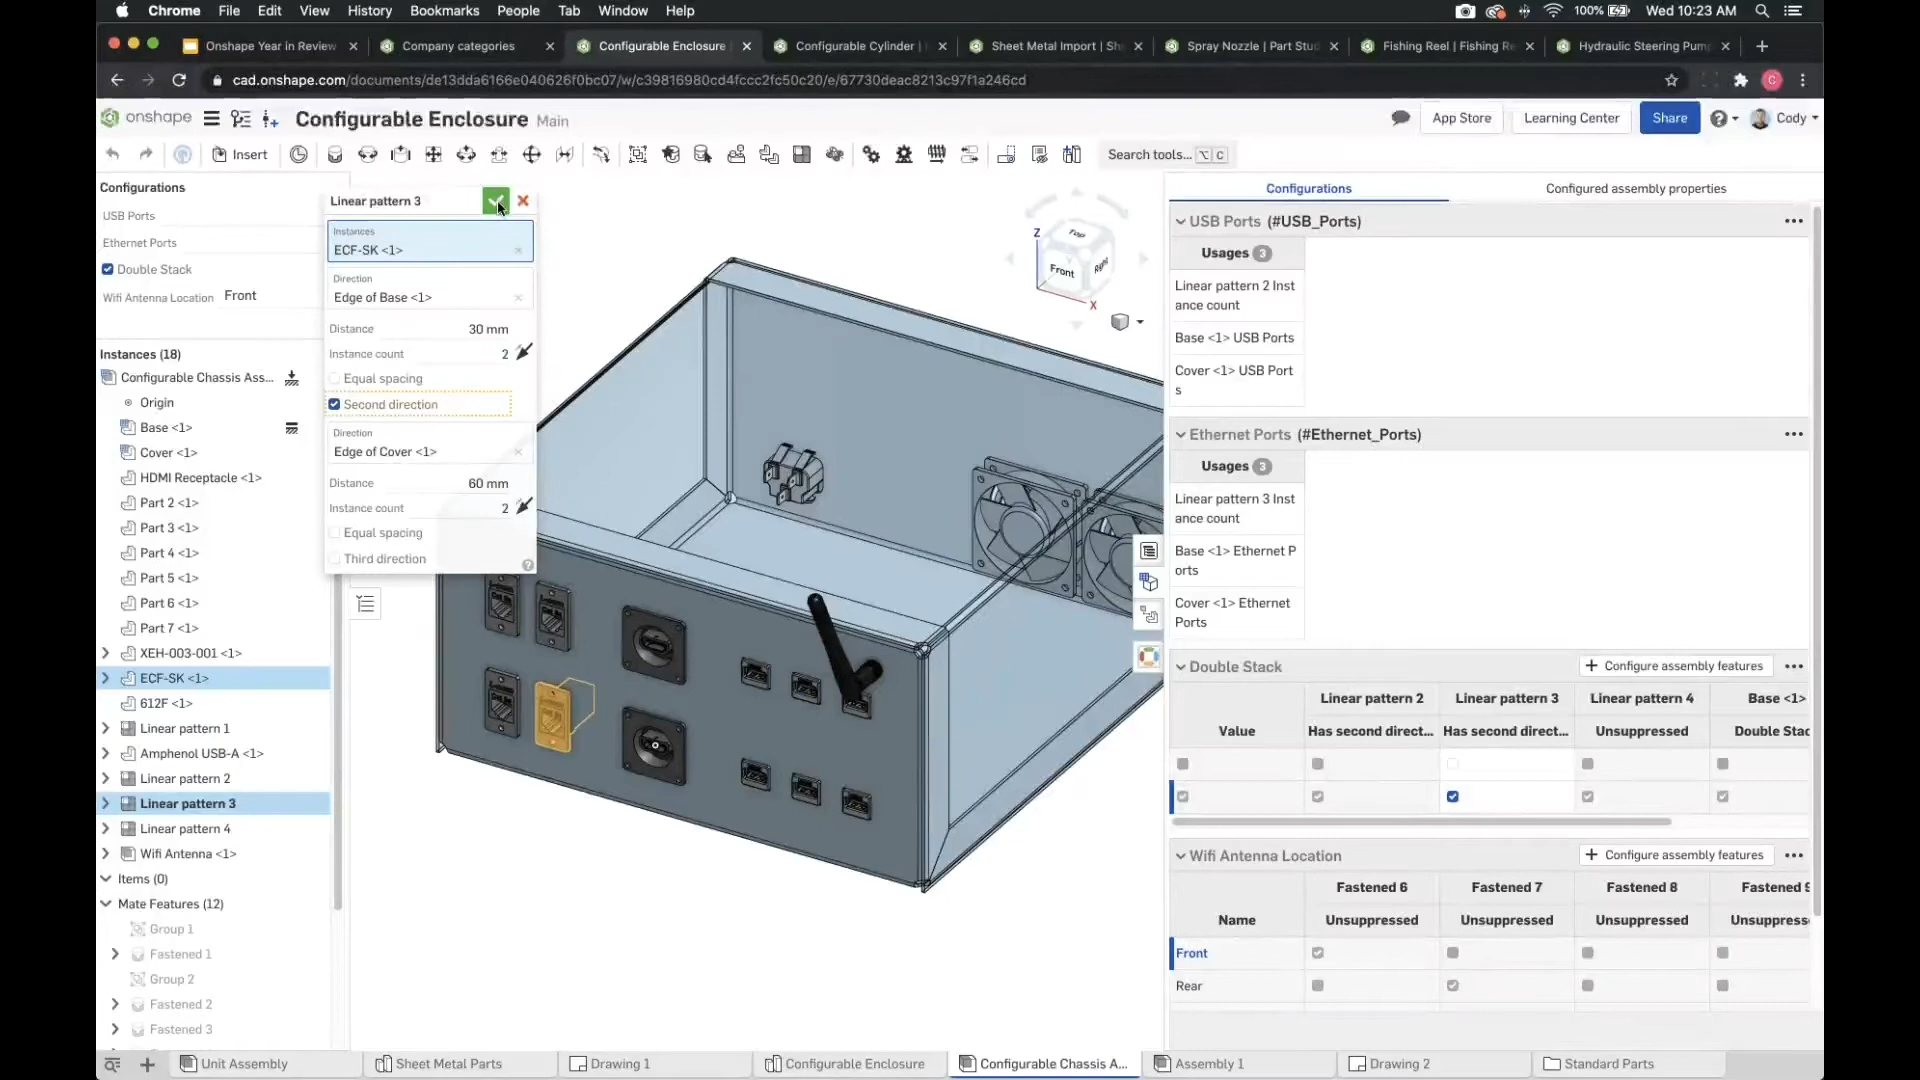 Chrome File Edit View History Bookmarks People Tab Window Help 100% Wed 10:23 AM
Onshape Year in Review
Company categories
Configurable Enclosure
Configurable Cylinder |
Sheet Metal Import | Sh
Spray Nozzle | Part Stud
Fishing Reel | Fishing Re
Hydraulic Steering Pump
cad.onshape.com/documents/de13dda6166e040626f0bc07/w/c39816980cd4fccc2fc50c20/e/67730deac8213c97f1a246cd
onshape Configurable Enclosure Main App Store Learning Center Share Cody
Insert Search tools... ⌥ C
Configurations
USB Ports
Ethernet Ports
Double Stack
Wifi Antenna Location Front
Instances (18)
Configurable Chassis Ass...
Origin
Base <1>
Cover <1>
HDMI Receptacle <1>
Part 2 <1>
Part 3 <1>
Part 4 <1>
Part 5 <1>
Part 6 <1>
Part 7 <1>
XEH-003-001 <1>
ECF-SK <1>
612F <1>
Linear pattern 1
Amphenol USB-A <1>
Linear pattern 2
Linear pattern 3
Linear pattern 4
Wifi Antenna <1>
Items (0)
Mate Features (12)
Group 1
Fastened 1
Group 2
Fastened 2
Fastened 3
Linear pattern 3
Instances
ECF-SK <1>
Direction
Edge of Base <1>
Distance 30 mm
Instance count 2
Equal spacing
Second direction
Direction
Edge of Cover <1>
Distance 60 mm
Instance count 2
Equal spacing
Third direction
Z
Top
Front
Right
X
Configurations Configured assembly properties
USB Ports (#USB_Ports)
Usages 3
Linear pattern 2 Inst
ance count
Base <1> USB Ports
Cover <1> USB Port
s
Ethernet Ports (#Ethernet_Ports)
Usages 3
Linear pattern 3 Inst
ance count
Base <1> Ethernet P
orts
Cover <1> Ethernet
Ports
Double Stack + Configure assembly features
Linear pattern 2 Linear pattern 3 Linear pattern 4 Base <1>
Value Has second direct... Has second direct... Unsuppressed Double Stac
Wifi Antenna Location + Configure assembly features
Fastened 6 Fastened 7 Fastened 8 Fastened 9
Name Unsuppressed Unsuppressed Unsuppressed Unsuppress
Front
Rear
Unit Assembly Sheet Metal Parts Drawing 1 Configurable Enclosure Configurable Chassis A... Assembly 1 Drawing 2 Standard Parts